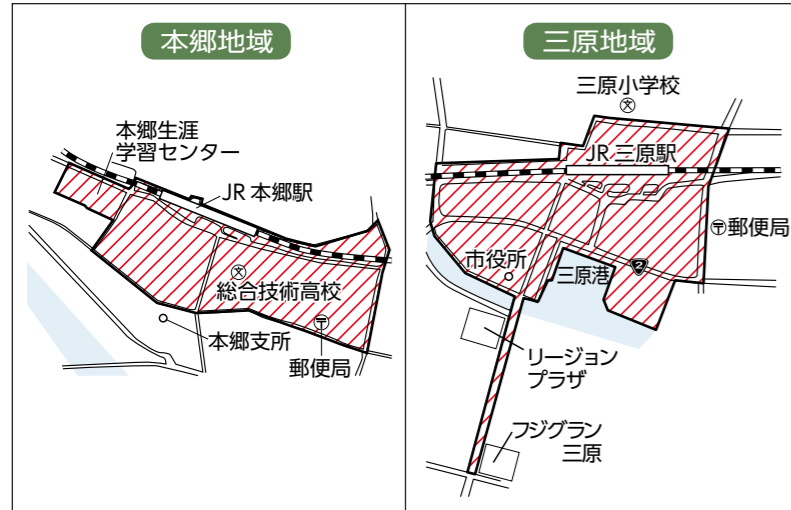 本郷地域
本郷生涯
学習センター
JR 本郷駅
文
総合技術高校
本郷支所
〒
郵便局
三原地域
三原小学校
文
JR 三原駅
〒郵便局
市役所
三原港
2
リージョン
プラザ
フジグラン
三原